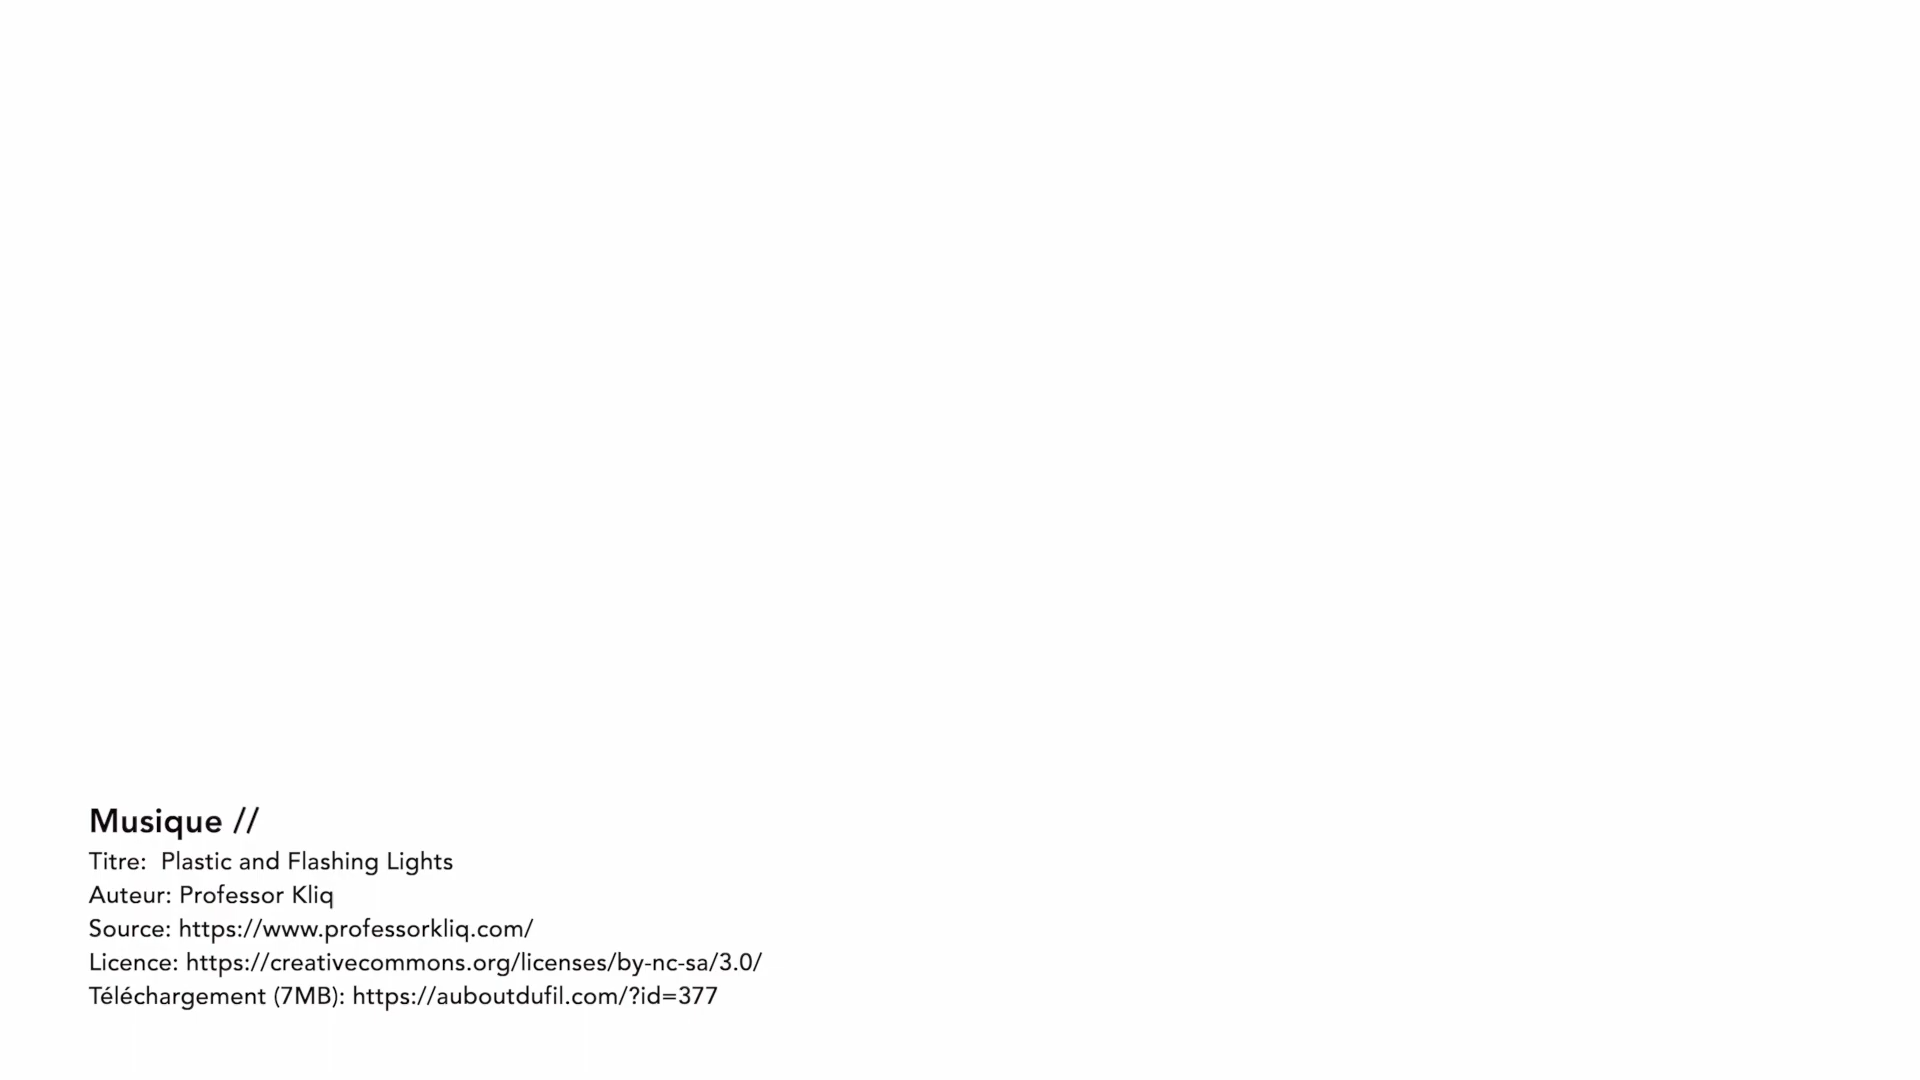 Musique //
Titre:  Plastic and Flashing Lights
Auteur: Professor Kliq
Source: https://www.professorkliq.com/
Licence: https://creativecommons.org/licenses/by-nc-sa/3.0/
Téléchargement (7MB): https://auboutdufil.com/?id=377